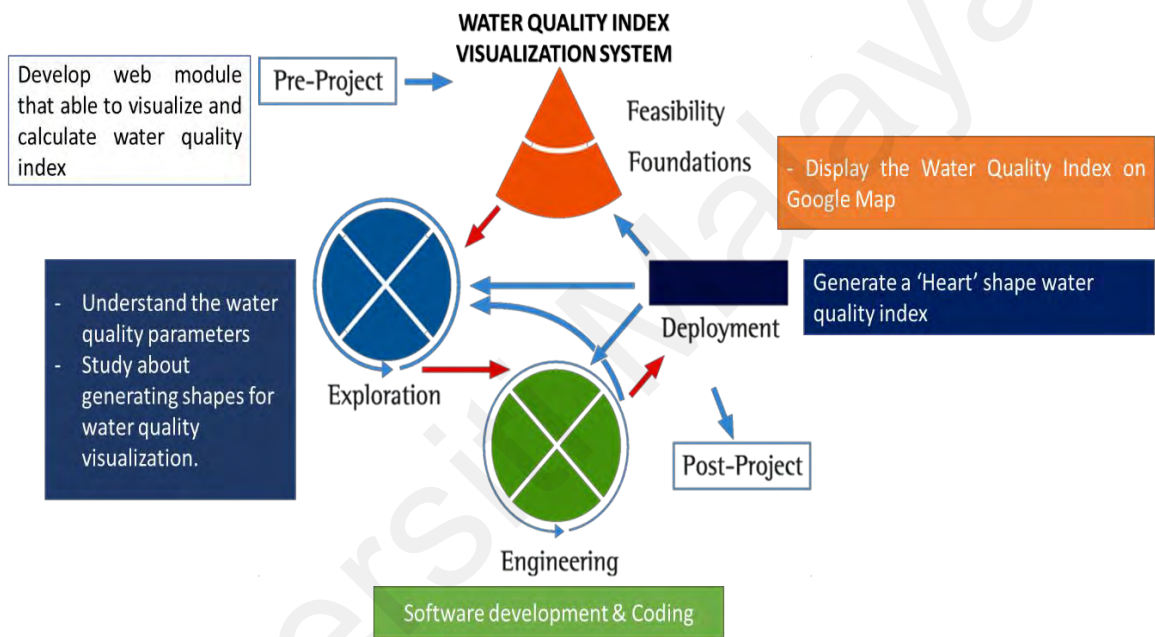 WATER QUALITY INDEX
VISUALIZATION SYSTEM
Develop web module
that able to visualize and
calculate water quality
index
Pre-Project
Feasibility
Foundations
- Display the Water Quality Index on
Google Map
- Understand the water
quality parameters
- Study about
generating shapes for
water quality
visualization.
Generate a ‘Heart’ shape water
quality index
Deployment
Exploration
Post-Project
Engineering
Software development & Coding
ersiti Malaya